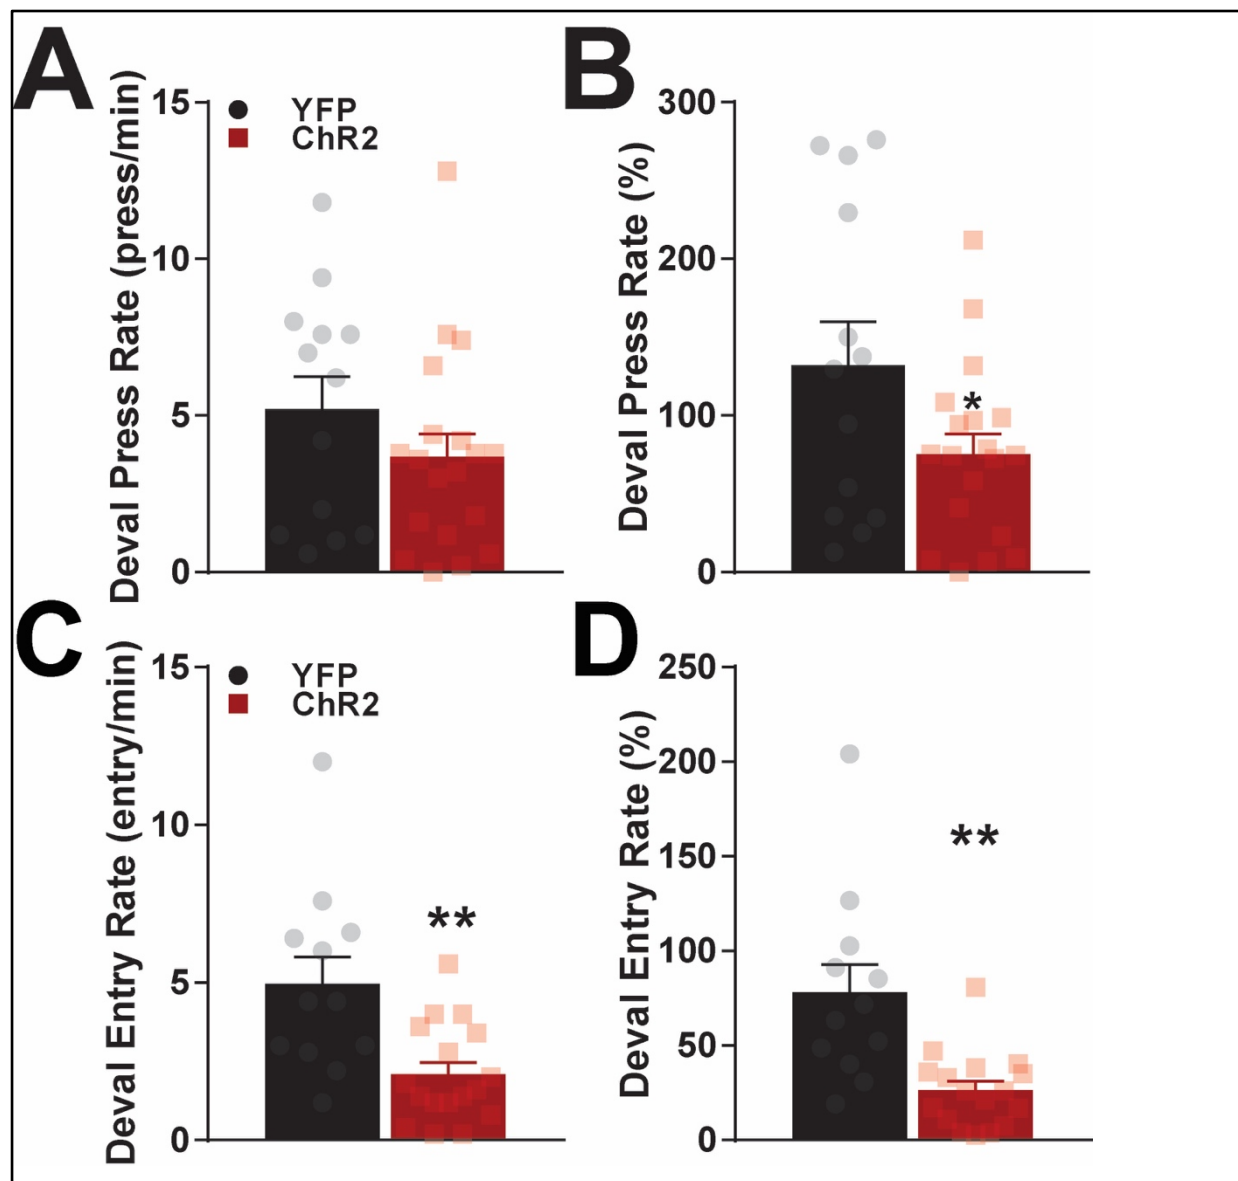 A
Deval Press Rate (press/min)
15
10
5
0
YFP
ChR2
B
Deval Press Rate (%)
300
200
100
0
*
C
Deval Entry Rate (entry/min)
15
10
5
0
YFP
ChR2
**
D
Deval Entry Rate (%)
250
200
150
100
50
0
**